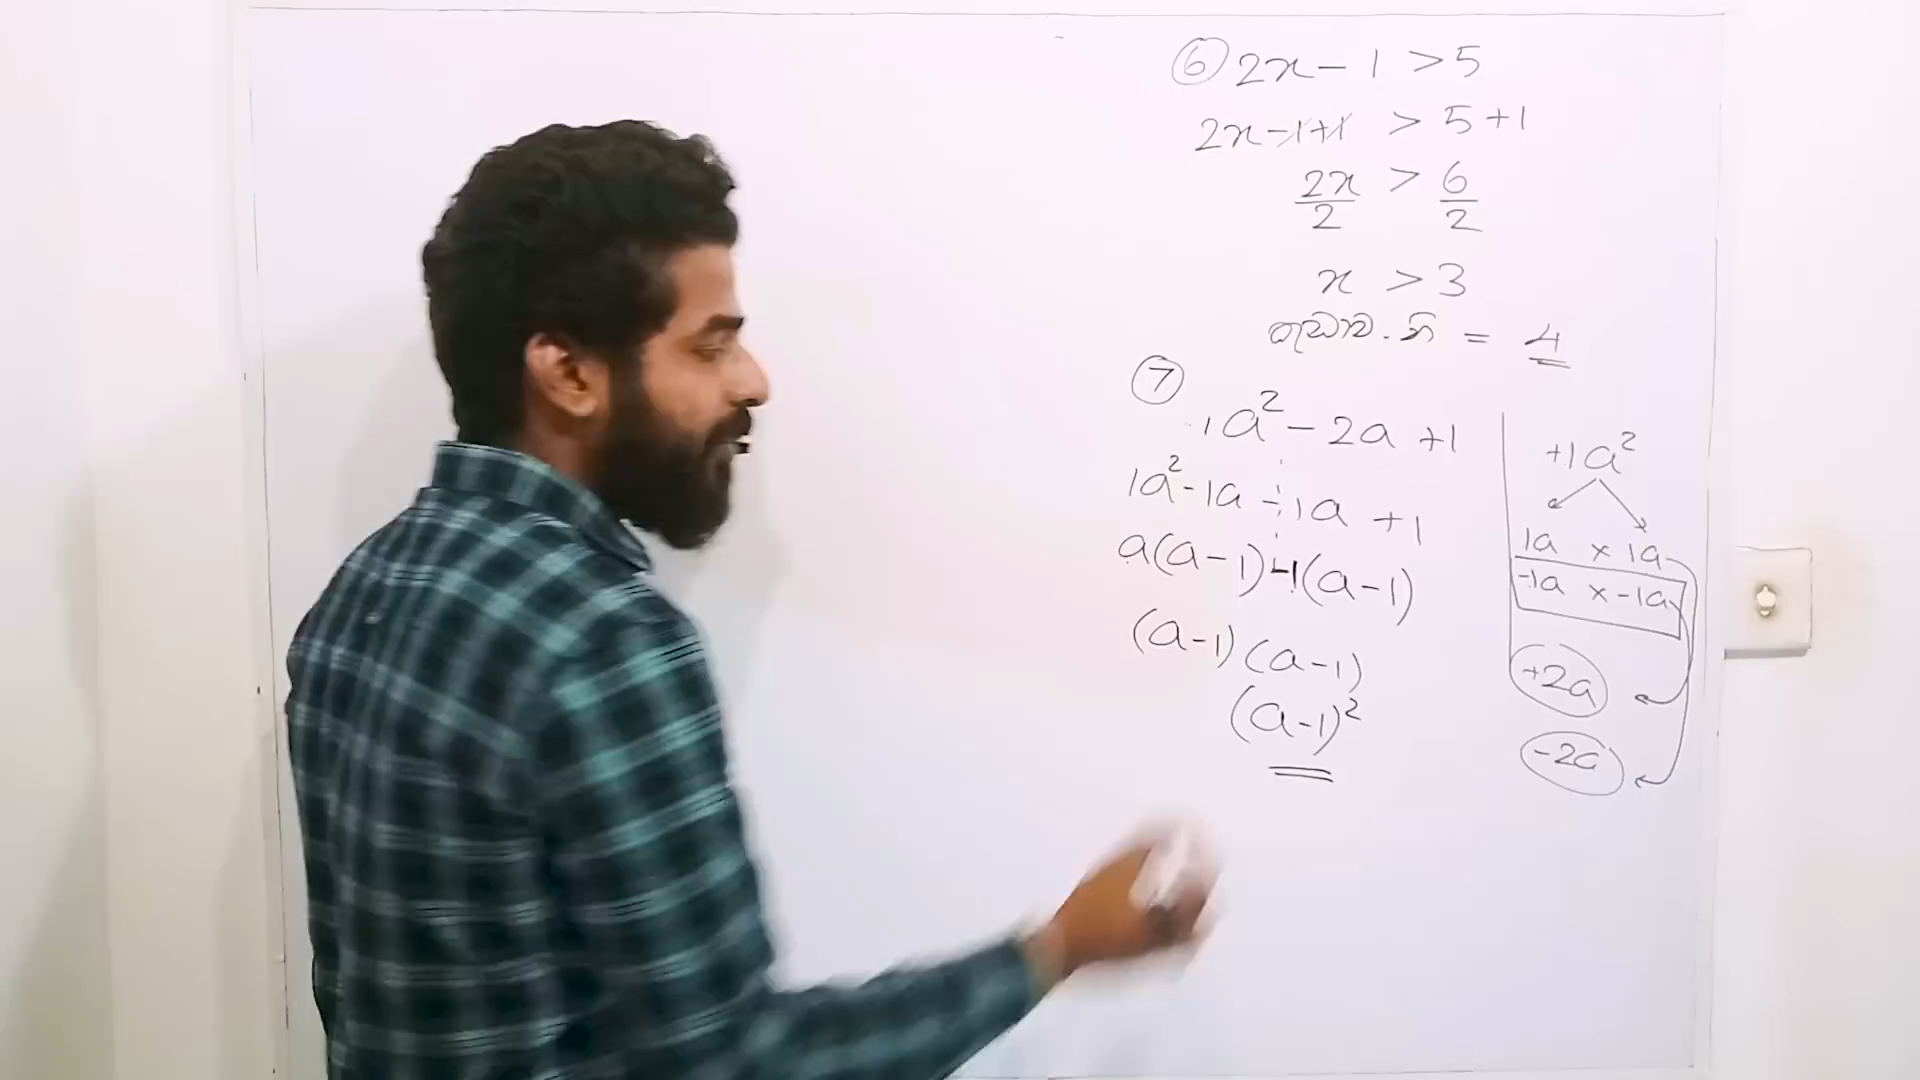 ⑥ 2x - 1 > 5
2x - 1 + 1 > 5 + 1
2x/2 > 6/2
x > 3
කුඩාම . නි = 4
⑦
1a² - 2a + 1
1a² - 1a - 1a + 1
a(a - 1) - 1(a - 1)
(a - 1)(a - 1)
(a - 1)²
+1a²
1a × 1a
-1a × -1a
+2a
-2a